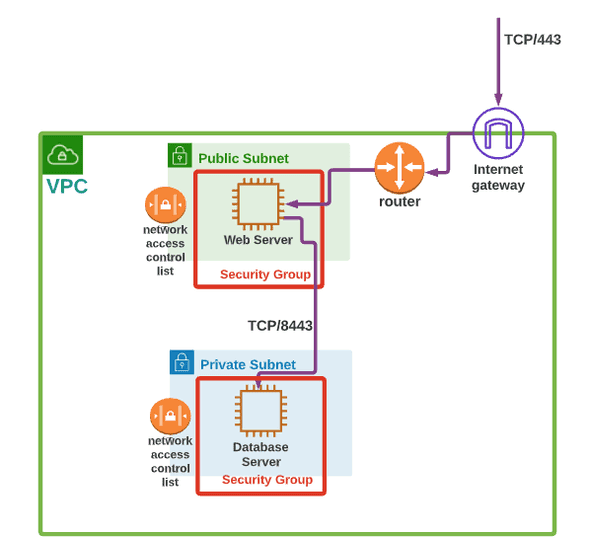 TCP/443
Internet
gateway
router
VPC
Public Subnet
network
access
control
list
Web Server
Security Group
TCP/8443
Private Subnet
network
access
control
list
Database
Server
Security Group